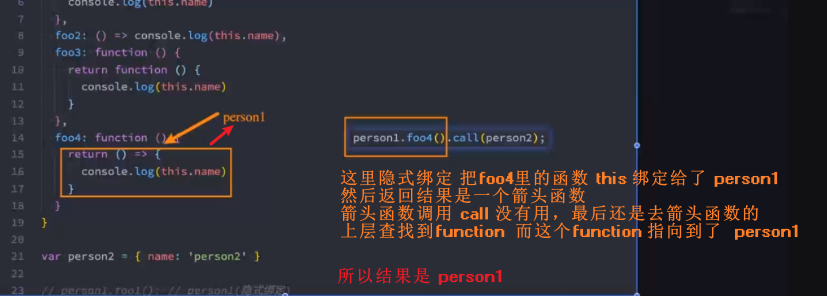 6 console.log(this.name)
7 },
8 foo2: () => console.log(this.name),
9 foo3: function () {
10 return function () {
11 console.log(this.name)
12 }
13 },
person1
14 foo4: function ()
15 return () => {
16 console.log(this.name)
17 }
18 }
19 }
20
21 var person2 = { name: 'person2' }
22
23 // person1.foo1(); // person1(隐式绑定)
person1.foo4().call(person2);
这里隐式绑定 把foo4里的函数 this 绑定给了 person1
然后返回结果是一个箭头函数
箭头函数调用 call 没有用，最后还是去箭头函数的
上层查找到function 而这个function 指向到了 person1
所以结果是 person1